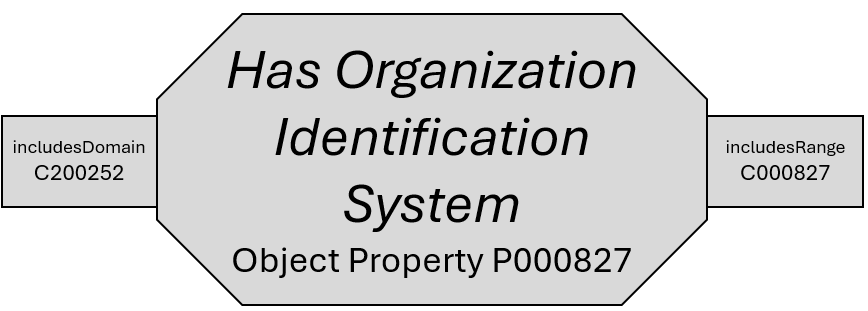 includesDomain
C200252
Has Organization
Identification
System
Object Property P000827
includesRange
C000827